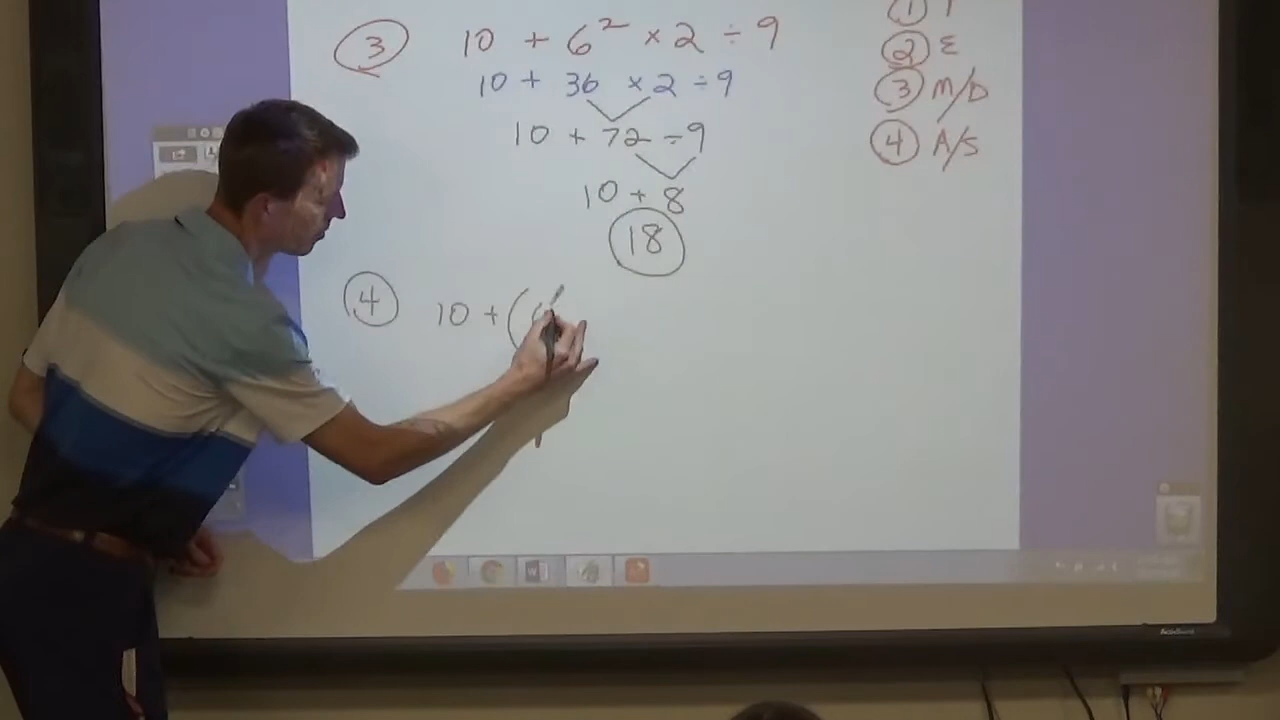 ③ 10 + 6² × 2 ÷ 9
10 + 36 × 2 ÷ 9
10 + 72 ÷ 9
10 + 8
18
④ 10 + (
② E
③ M/D
④ A/S
W